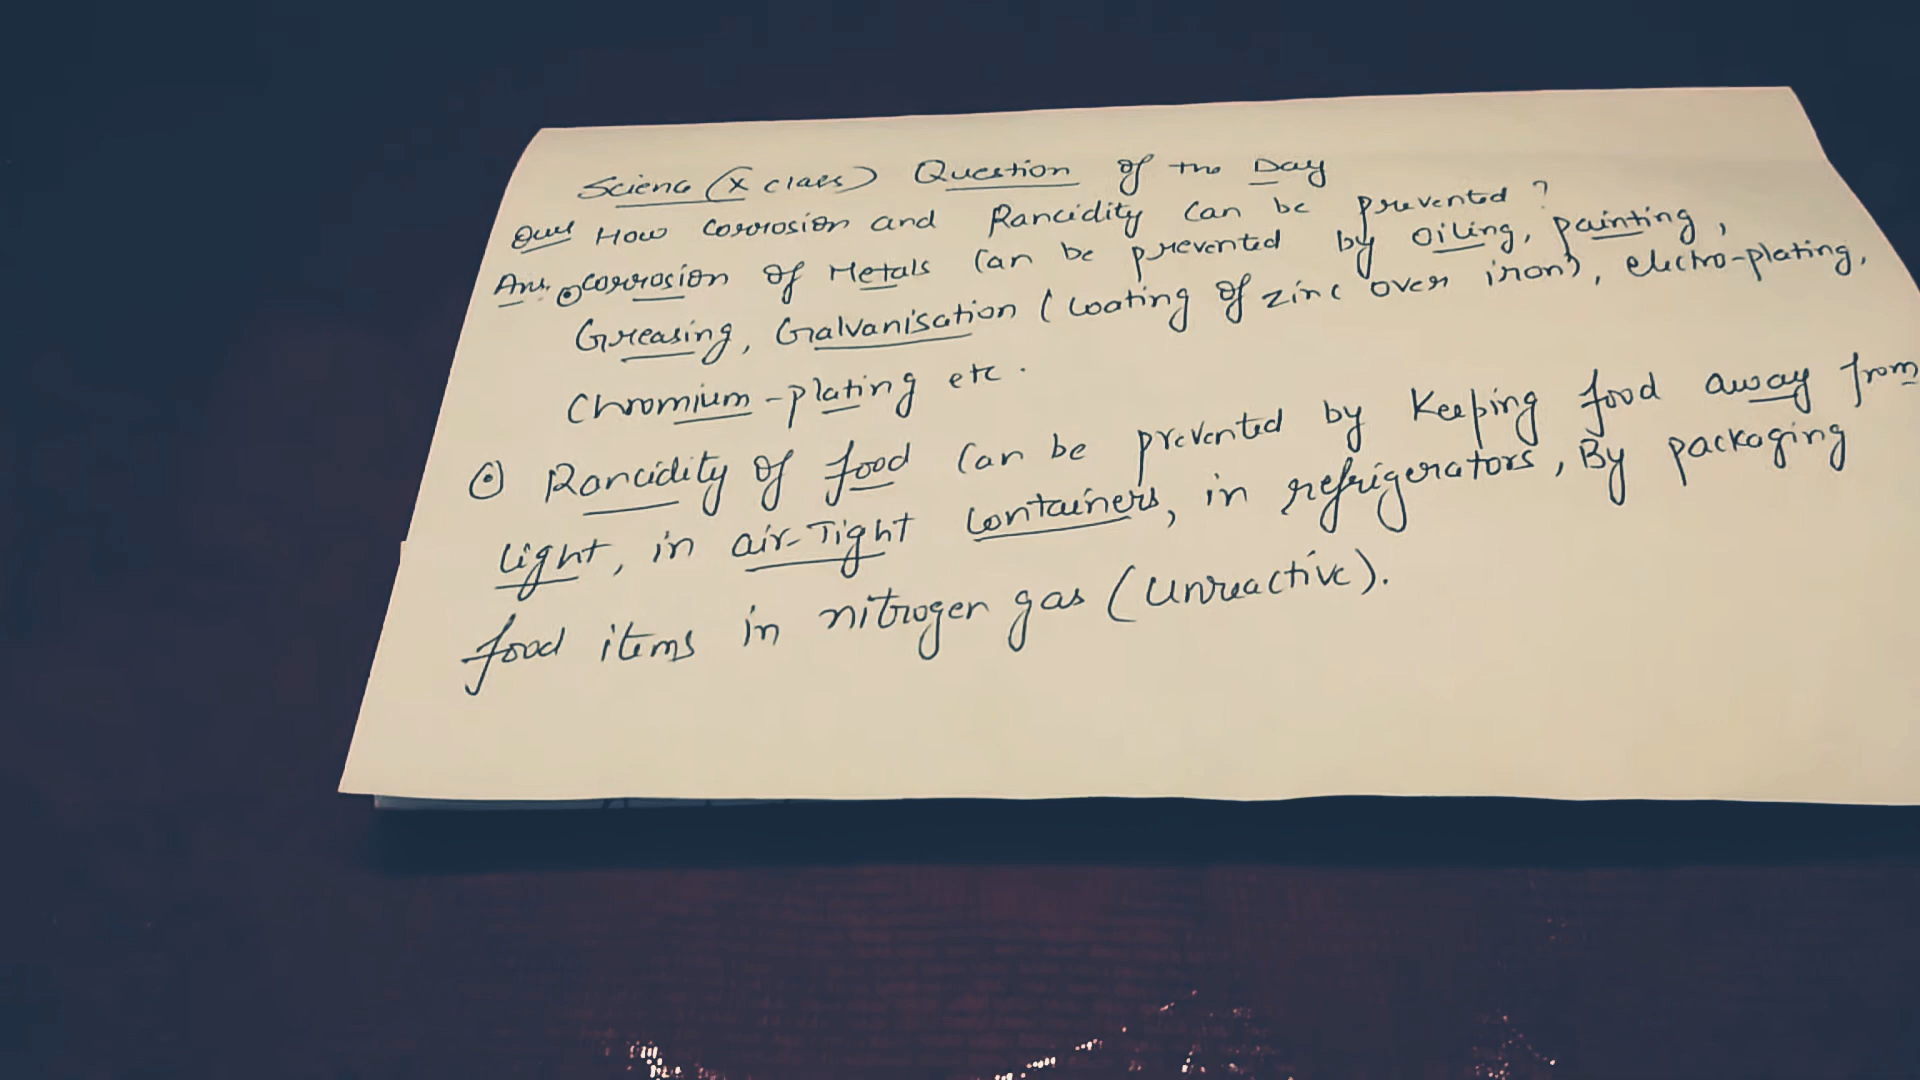 Scienc (X class) Question of the Day
Ques How corrosion and Rancidity can be prevented?
Ans. corrosion of Metals can be prevented by oiling, painting,
Greasing, Galvanisation (coating of zinc over iron), electro-plating,
Chromium-plating etc.
Rancidity of food can be prevented by Keeping food away from
light, in air-Tight containers, in refrigerators, By packaging
food items in nitrogen gas (unreactive).